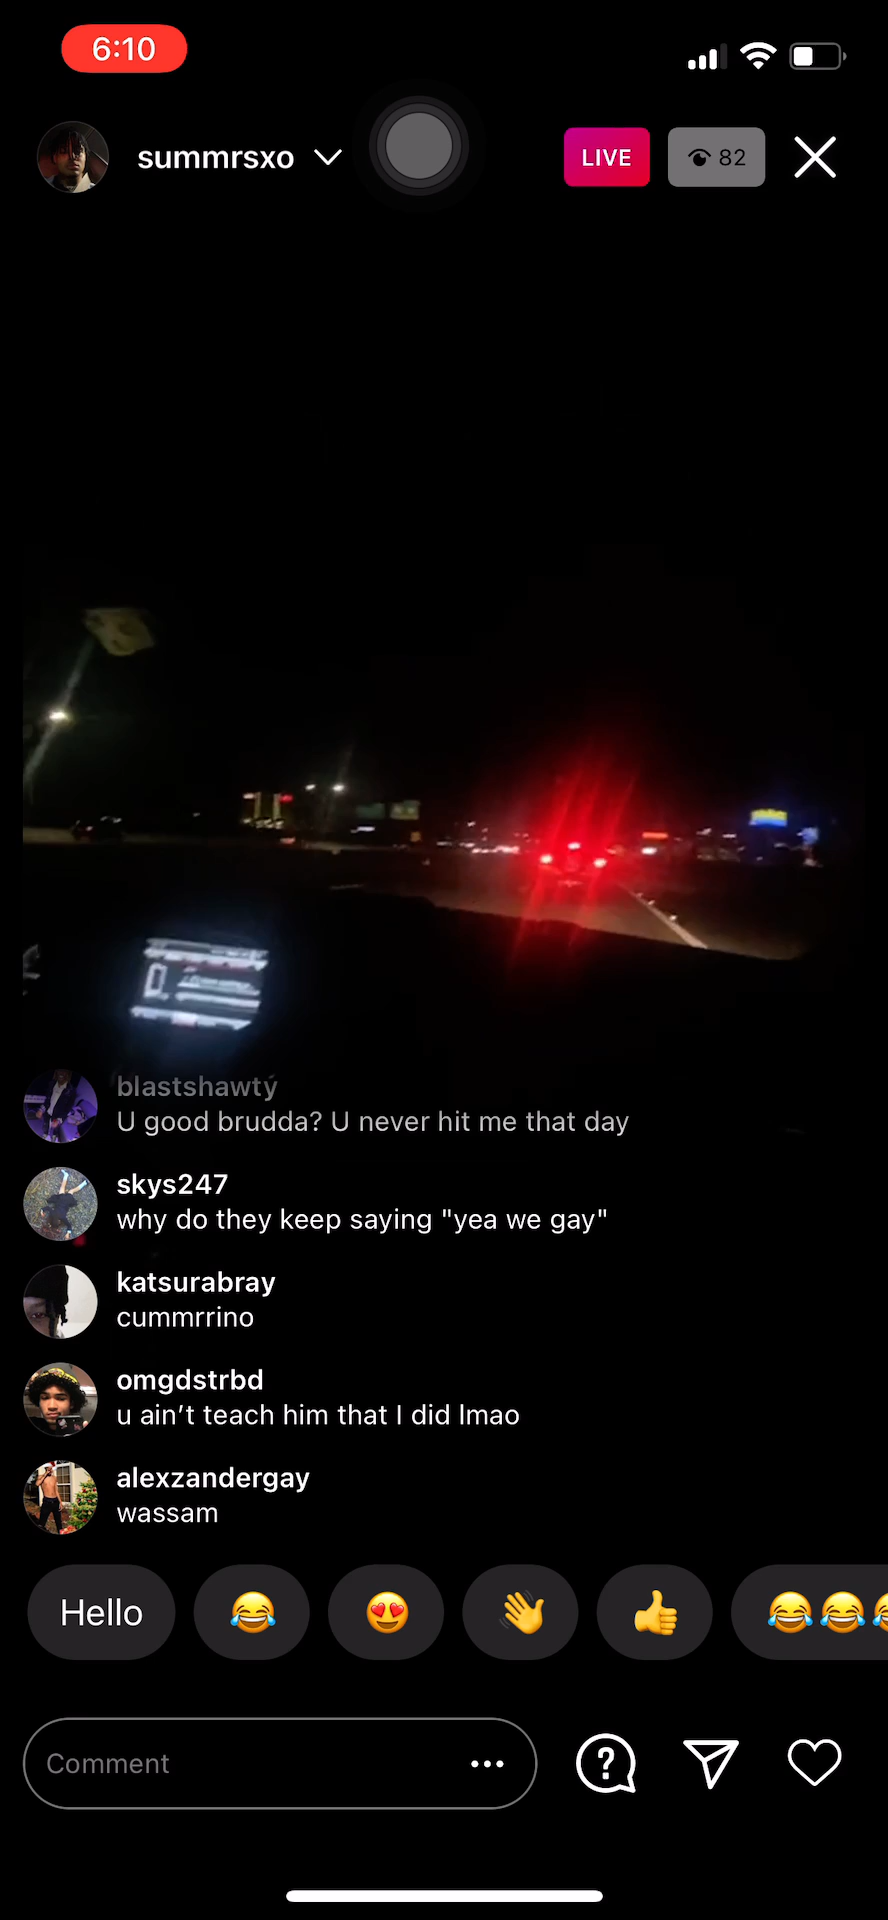 6:10
summrsxo
LIVE
82
blastshawty
U good brudda? U never hit me that day
skys247
why do they keep saying "yea we gay"
katsurabray
cummrrino
omgdstrbd
u ain’t teach him that I did lmao
alexzandergay
wassam
Hello
Comment